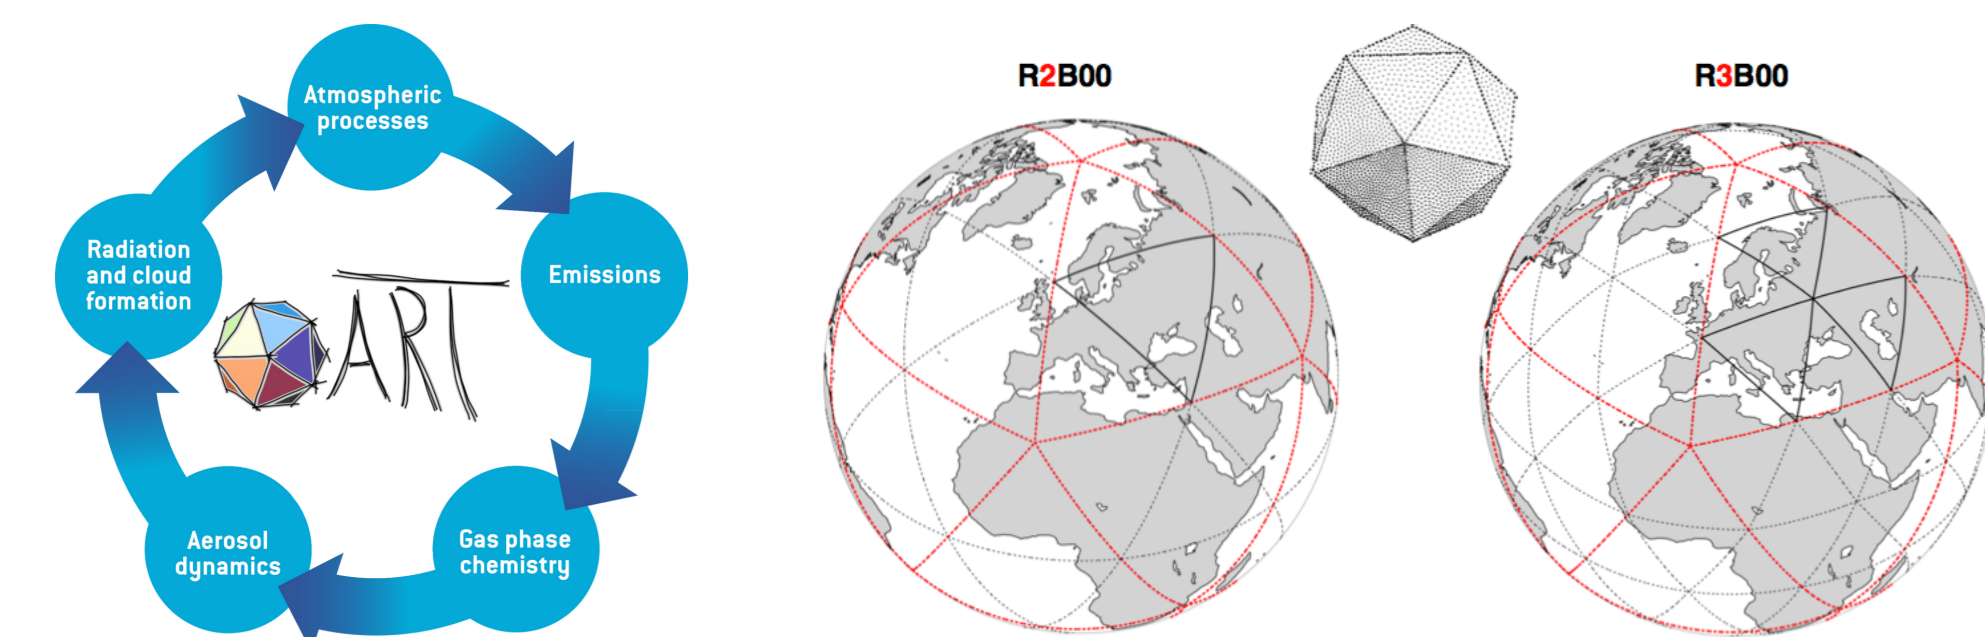 Atmospheric
processes
Emissions
Gas phase
chemistry
Aerosol
dynamics
Radiation
and cloud
formation
ART
R2B00
R3B00